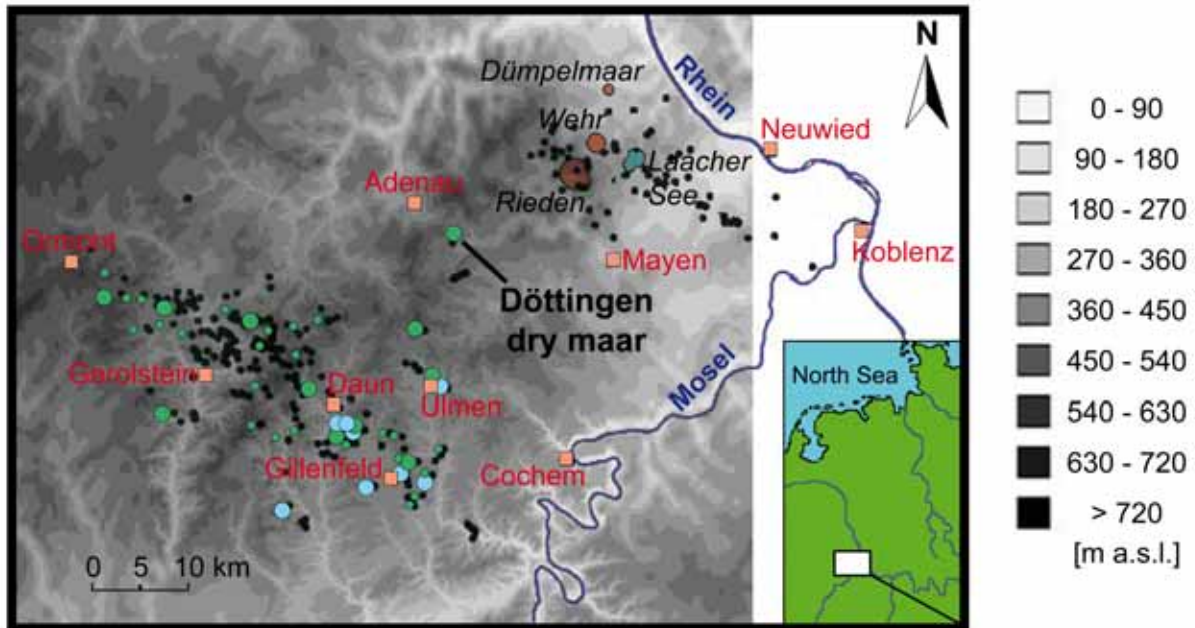 N
Rhein
Dümpelmaar
Wehr
Neuwied
Laacher
See
Adenau
Rieden
Ormont
Mayen
Koblenz
Döttingen
dry maar
Mosel
Gerolstein
Daun
Ulmen
Gillenfeld
Cochem
0 5 10 km
North Sea
0 - 90
90 - 180
180 - 270
270 - 360
360 - 450
450 - 540
540 - 630
630 - 720
> 720
[m a.s.l.]